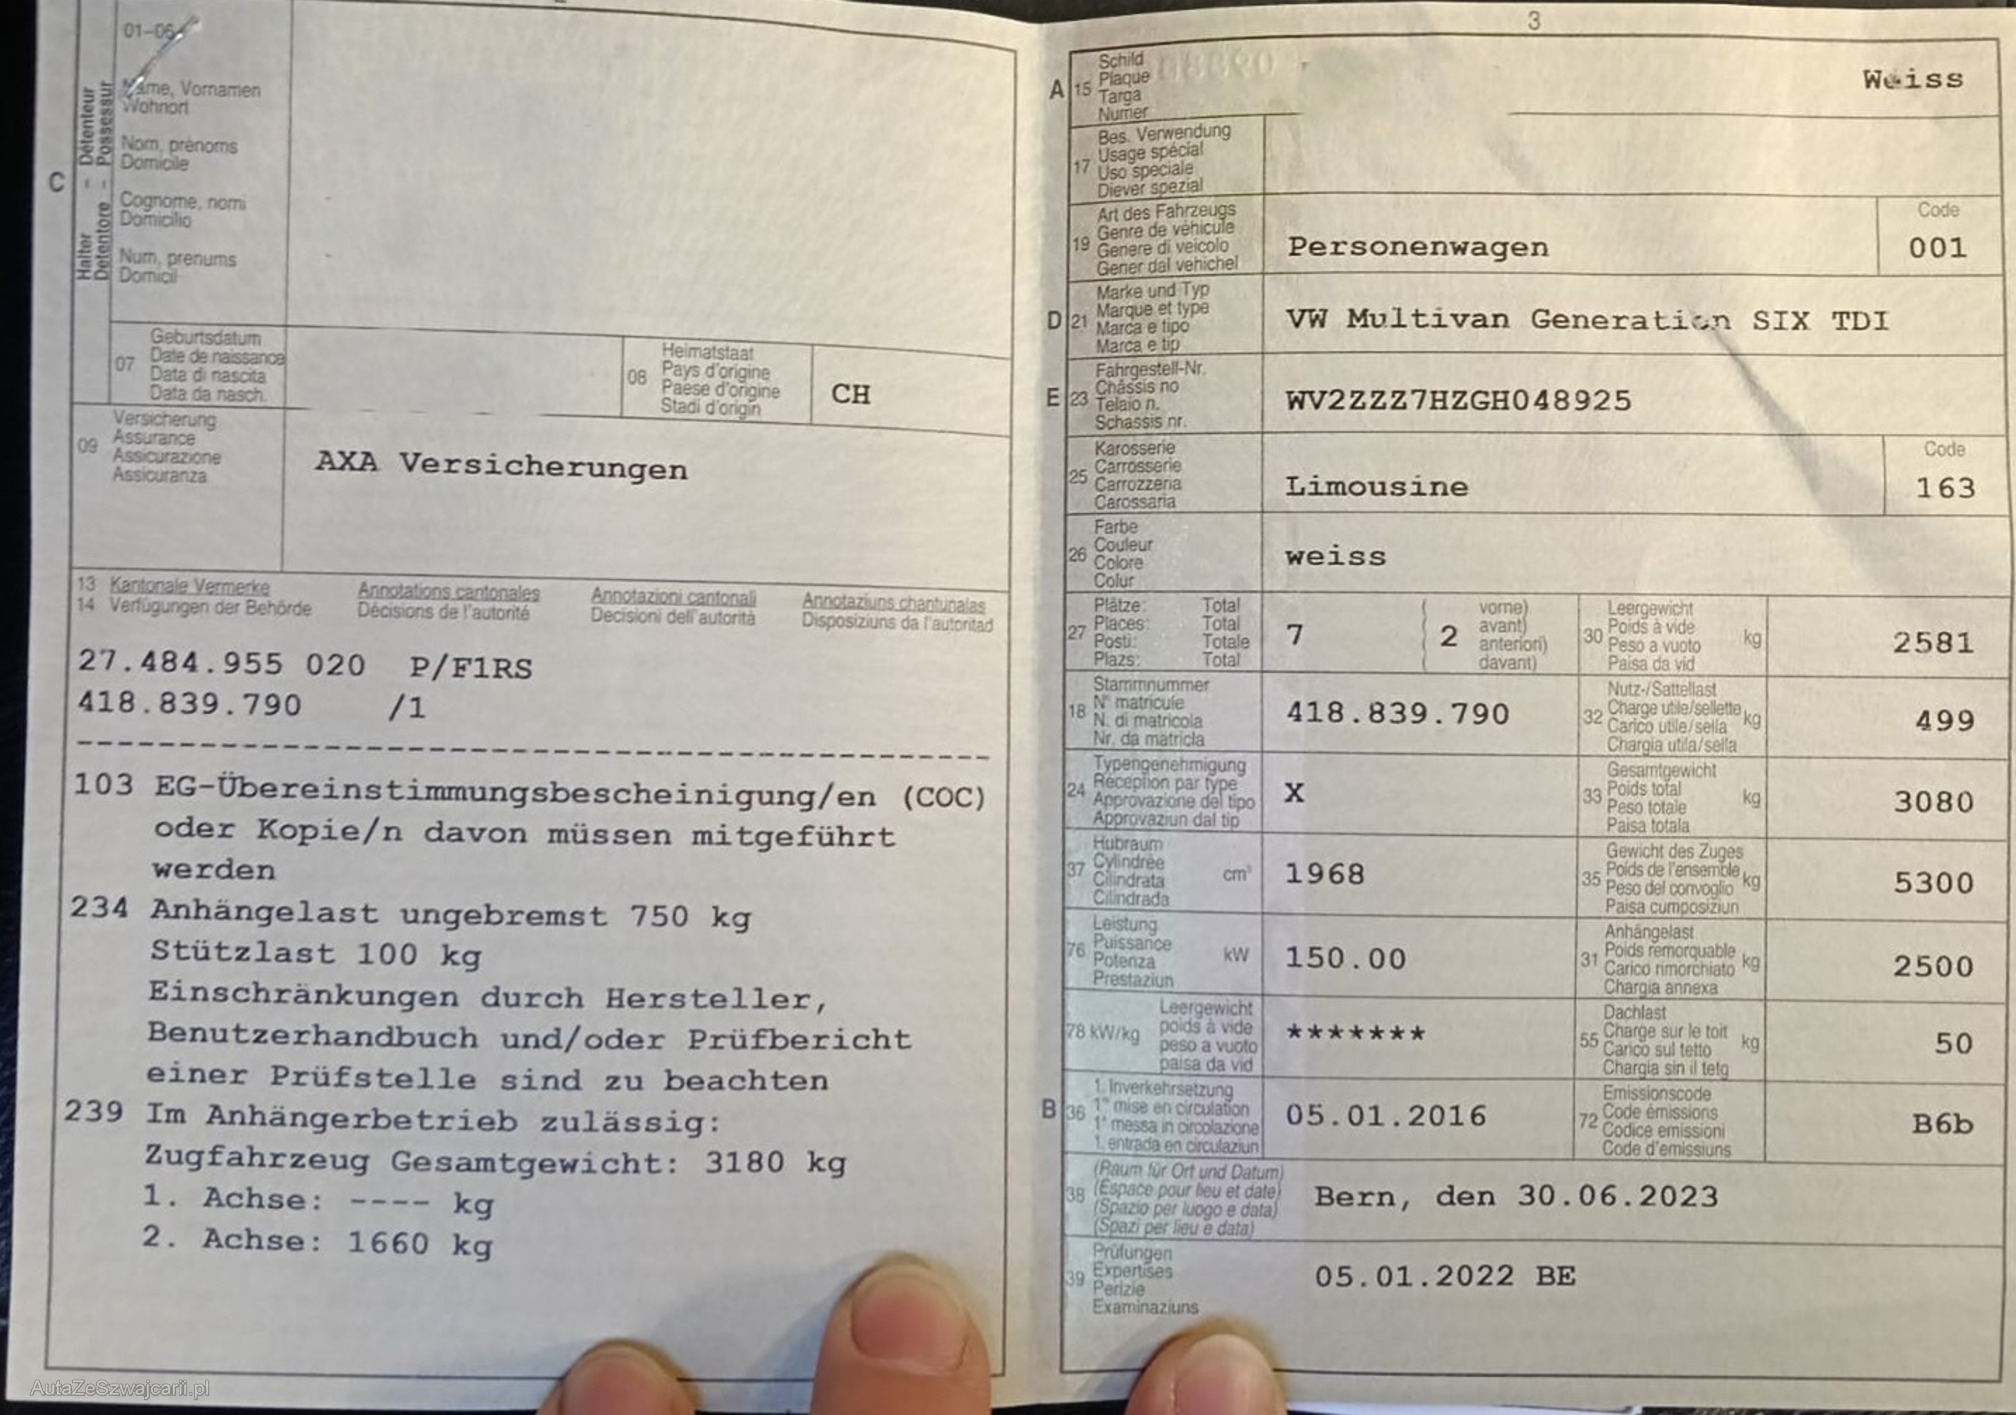 01-06
Name, Vornamen
Wohnort
Nom, prénoms
Domicile
Cognome, nomi
Domicilio
Num, prenums
Domicil
C
Halter - Détenteur
Detentore - Possessur
07
Geburtsdatum
Date de naissance
Data di nascita
Data da nasch.
08
Heimatstaat
Pays d'origine
Paese d'origine
Stadi d'origin
CH
09
Versicherung
Assurance
Assicurazione
Assicuranza
AXA Versicherungen
13 Kantonale Vermerke Annotations cantonales Annotazioni cantonali Annotaziuns chantunalas
14 Verfügungen der Behörde Décisions de l'autorité Decisioni dell'autorità Disposiziuns da l'autoritad
27.484.955 020 P/F1RS
418.839.790 /1
103 EG-Übereinstimmungsbescheinigung/en (COC)
oder Kopie/n davon müssen mitgeführt
werden
234 Anhängelast ungebremst 750 kg
Stützlast 100 kg
Einschränkungen durch Hersteller,
Benutzerhandbuch und/oder Prüfbericht
einer Prüfstelle sind zu beachten
239 Im Anhängerbetrieb zulässig:
Zugfahrzeug Gesamtgewicht: 3180 kg
1. Achse: ---- kg
2. Achse: 1660 kg
AutaZeSzwajcarii.pl
3
A 15
Schild
Plaque
Targa
Numer
Weiss
17
Bes. Verwendung
Usage spécial
Uso speciale
Diever spezial
19
Art des Fahrzeugs
Genre de véhicule
Genere di veicolo
Gener dal vehichel
Personenwagen
Code
001
D 21
Marke und Typ
Marque et type
Marca e tipo
Marca e tip
VW Multivan Generation SIX TDI
E 23
Fahrgestell-Nr.
Châssis no
Telaio n.
Schassis nr.
WV2ZZZ7HZGH048925
25
Karosserie
Carrosserie
Carrozzeria
Carossaria
Limousine
Code
163
26
Farbe
Couleur
Colore
Colur
weiss
27
Plätze: Total
Places: Total
Posti: Totale
Plazs: Total
7
2
vorne)
avant)
anteriori)
davant)
30
Leergewicht
Poids à vide
Peso a vuoto
Paisa da vid
kg
2581
18
Stammnummer
N° matricule
N. di matricola
Nr. da matricla
418.839.790
32
Nutz-/Sattellast
Charge utile/sellette
Carico utile/sella
Chargia utila/sella
kg
499
24
Typengenehmigung
Réception par type
Approvazione del tipo
Approvaziun dal tip
X
33
Gesamtgewicht
Poids total
Peso totale
Paisa totala
kg
3080
37
Hubraum
Cylindrée
Cilindrata
Cilindrada
cm³
1968
35
Gewicht des Zuges
Poids de l'ensemble
Peso del convoglio
Paisa cumposiziun
kg
5300
76
Leistung
Puissance
Potenza
Prestaziun
kW
150.00
31
Anhängelast
Poids remorquable
Carico rimorchiato
Chargia annexa
kg
2500
78 kW/kg
Leergewicht
poids à vide
peso a vuoto
paisa da vid
*******
55
Dachlast
Charge sur le toit
Carico sul tetto
Chargia sin il tetg
kg
50
B 36
1. Inverkehrsetzung
1re mise en circulation
1a messa in circolazione
1. entrada en circulaziun
05.01.2016
72
Emissionscode
Code émissions
Codice emissioni
Code d'emissiuns
B6b
38
(Raum für Ort und Datum)
(Espace pour lieu et date)
(Spazio per luogo e data)
(Spazi per lieu e data)
Bern, den 30.06.2023
39
Prüfungen
Expertises
Perizie
Examinaziuns
05.01.2022 BE